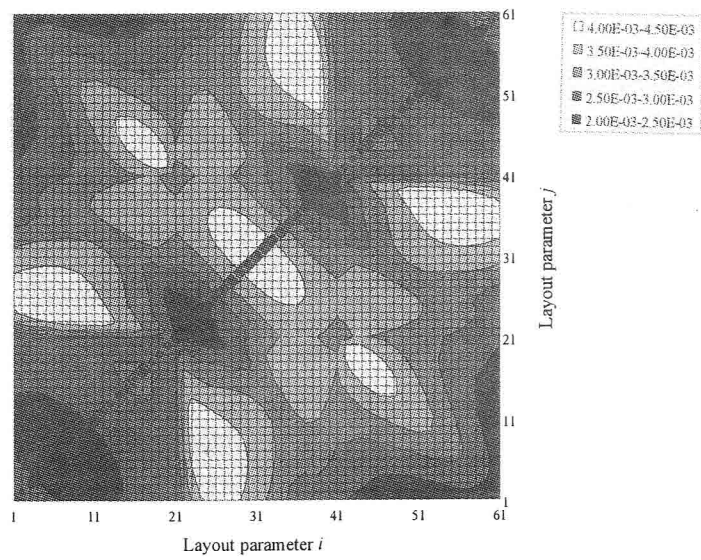 61
51
41
31
21
11
1
1 11 21 31 41 51 61
Layout parameter i
Layout parameter j
4.00E-03-4.50E-03
3.50E-03-4.00E-03
3.00E-03-3.50E-03
2.50E-03-3.00E-03
2.00E-03-2.50E-03